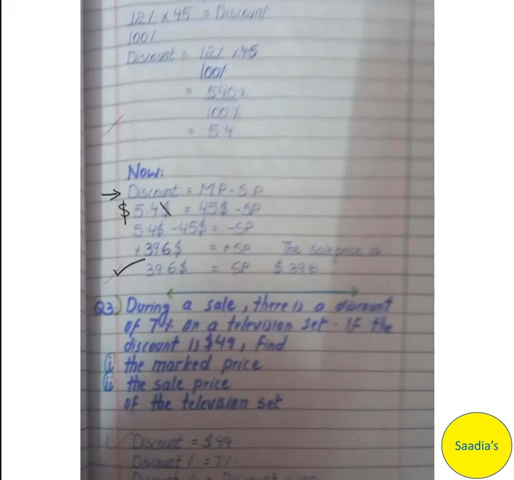 12% x 45 = Discount
100%
Discount = 12% x 45
100%
= 540%
100%
= 5.4
Now:
Discount = MP - SP
$ 5.4$ = 45$ - SP
5.4$ - 45$ = - SP
+39.6$ = +SP The sale price is
39.6$ = SP $ 39.6
Q3. During a sale, there is a discount
of 7% on a television set. If the
discount is $49, find
i the marked price
ii the sale price
of the television set
Discount = $49
Discount % = 7%
Saadia's